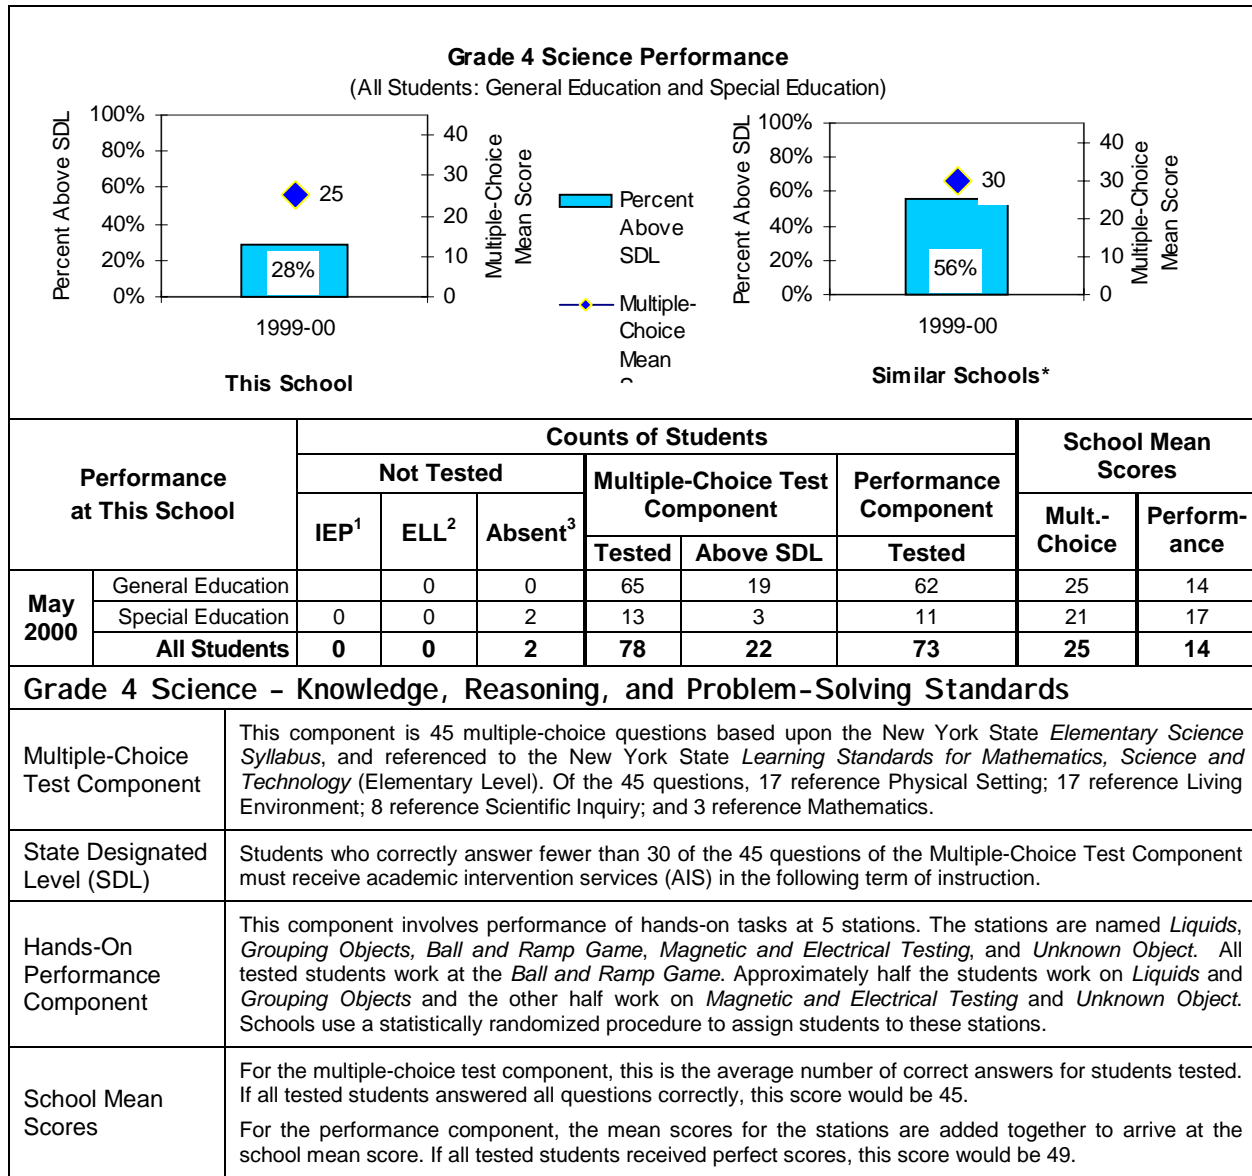 Grade 4 Science Performance
(All Students: General Education and Special Education)
Percent Above SDL
100%
80%
60%
40%
20%
0%
25
28%
40
30
20
10
0
Multiple-Choice
Mean Score
1999-00
This School
Percent
Above
SDL
Multiple-
Choice
Mean
Percent Above SDL
100%
80%
60%
40%
20%
0%
30
56%
40
30
20
10
0
Multiple-Choice
Mean Score
1999-00
Similar Schools*
Performance
at This School
Counts of Students
School Mean
Scores
Not Tested
Multiple-Choice Test
Component
Performance
Component
IEP1 ELL2 Absent3
Tested Above SDL Tested
Mult.-
Choice
Perform-
ance
May
2000
General Education 0 0 65 19 62 25 14
Special Education 0 0 2 13 3 11 21 17
All Students 0 0 2 78 22 73 25 14
Grade 4 Science – Knowledge, Reasoning, and Problem-Solving Standards
Multiple-Choice
Test Component
This component is 45 multiple-choice questions based upon the New York State Elementary Science
Syllabus, and referenced to the New York State Learning Standards for Mathematics, Science and
Technology (Elementary Level). Of the 45 questions, 17 reference Physical Setting; 17 reference Living
Environment; 8 reference Scientific Inquiry; and 3 reference Mathematics.
State Designated
Level (SDL)
Students who correctly answer fewer than 30 of the 45 questions of the Multiple-Choice Test Component
must receive academic intervention services (AIS) in the following term of instruction.
Hands-On
Performance
Component
This component involves performance of hands-on tasks at 5 stations. The stations are named Liquids,
Grouping Objects, Ball and Ramp Game, Magnetic and Electrical Testing, and Unknown Object. All
tested students work at the Ball and Ramp Game. Approximately half the students work on Liquids and
Grouping Objects and the other half work on Magnetic and Electrical Testing and Unknown Object.
Schools use a statistically randomized procedure to assign students to these stations.
School Mean
Scores
For the multiple-choice test component, this is the average number of correct answers for students tested.
If all tested students answered all questions correctly, this score would be 45.
For the performance component, the mean scores for the stations are added together to arrive at the
school mean score. If all tested students received perfect scores, this score would be 49.